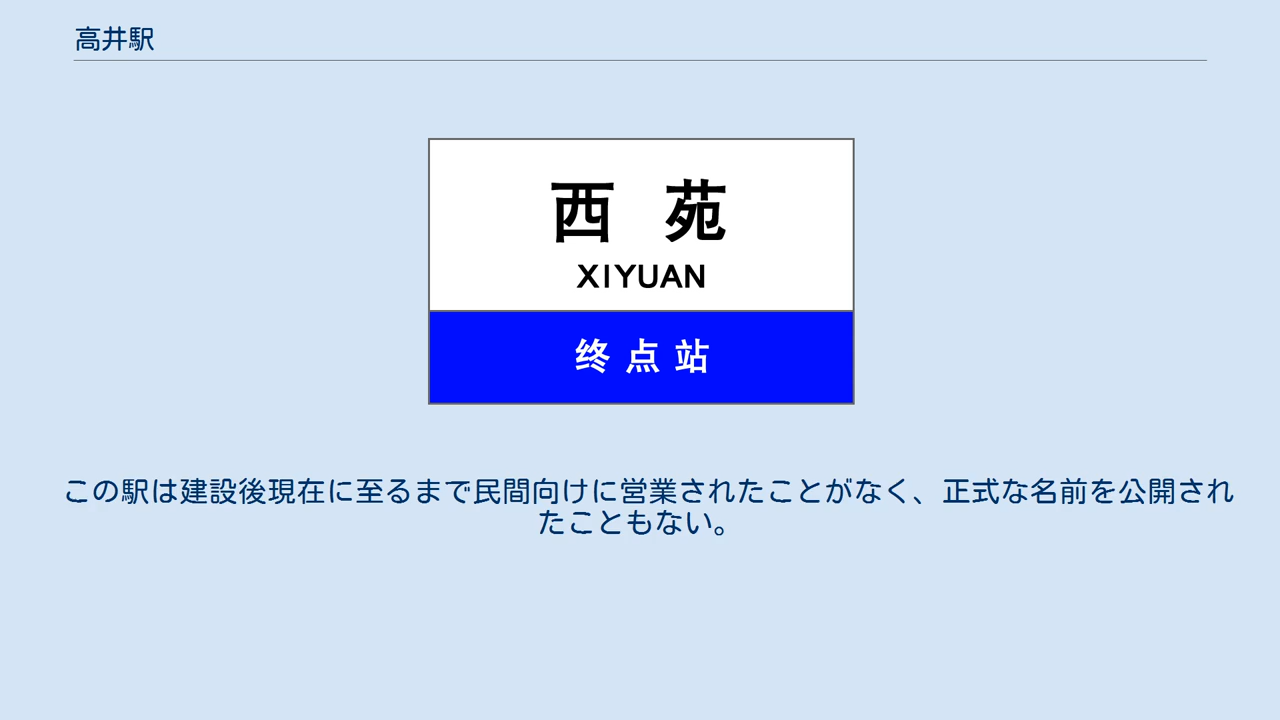 高井駅
西 苑
XIYUAN
终点站
この駅は建設後現在に至るまで民間向けに営業されたことがなく、正式な名前を公開され
たこともない。